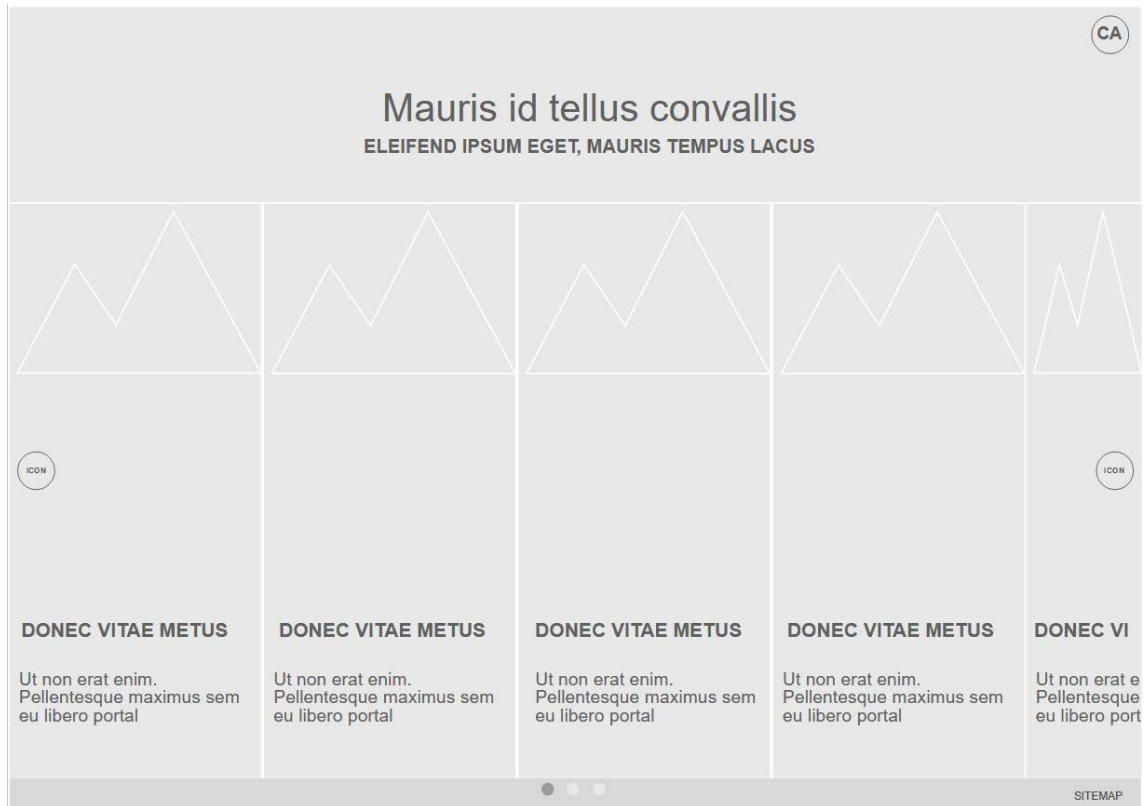 CA
Mauris id tellus convallis
ELEIFEND IPSUM EGET, MAURIS TEMPUS LACUS
ICON
ICON
DONEC VITAE METUS
Ut non erat enim.
Pellentesque maximus sem
eu libero portal
DONEC VITAE METUS
Ut non erat enim.
Pellentesque maximus sem
eu libero portal
DONEC VITAE METUS
Ut non erat enim.
Pellentesque maximus sem
eu libero portal
DONEC VITAE METUS
Ut non erat enim.
Pellentesque maximus sem
eu libero portal
DONEC VI
Ut non erat e
Pellentesque
eu libero port
SITEMAP